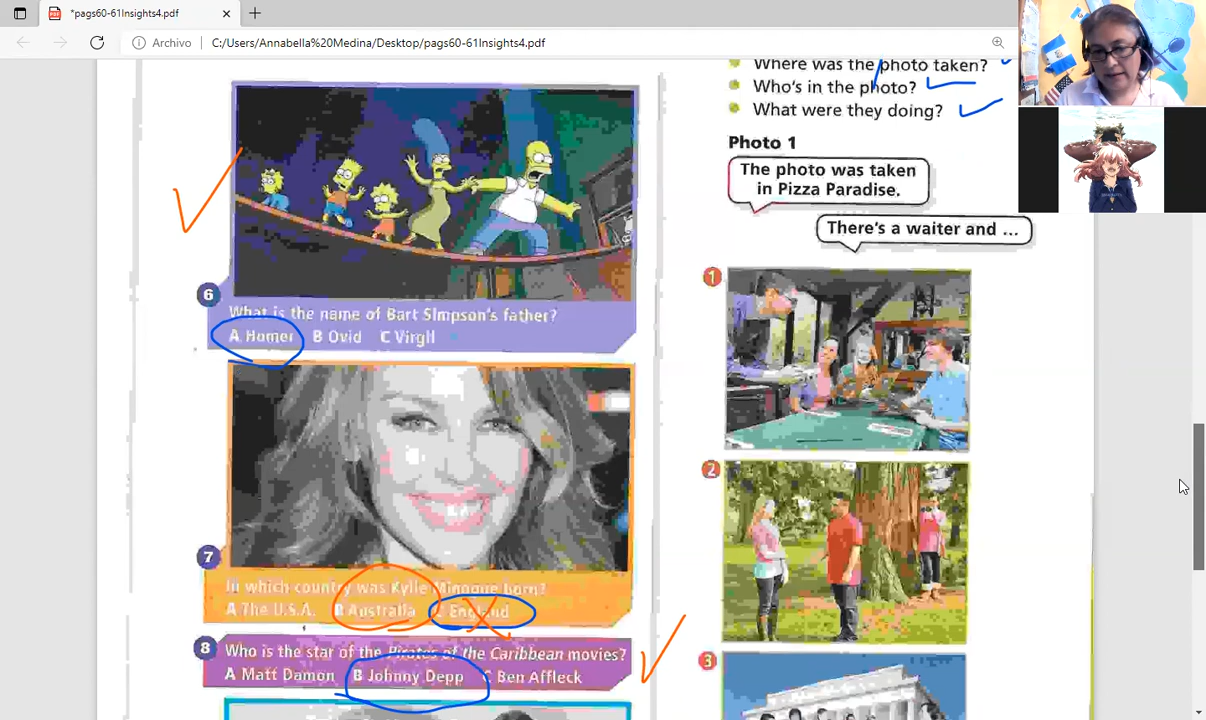 *pags60-61Insights4.pdf
Archivo
C:/Users/Annabella%20Medina/Desktop/pags60-61Insights4.pdf
6
What is the name of Bart Simpson's father?
A Homer B Ovid C Virgil
7
In which country was Kylie Minogue born?
A The U.S.A. B Australia C England
8
Who is the star of the Pirates of the Caribbean movies?
A Matt Damon B Johnny Depp C Ben Affleck
Where was the photo taken?
Who's in the photo?
What were they doing?
Photo 1
The photo was taken
in Pizza Paradise.
There's a waiter and ...
1
2
3